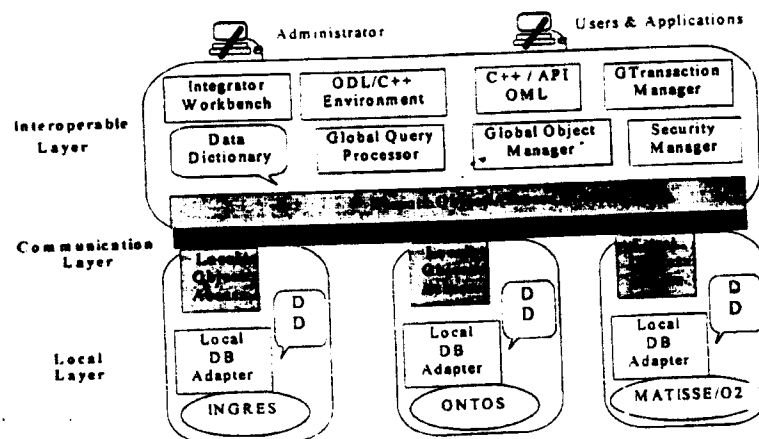 Administrator
Users & Applications
Integrator
Workbench
ODL/C++
Environment
C++ / API
OML
GTransaction
Manager
Interoperable
Layer
Data
Dictionary
Global Query
Processor
Global Object
Manager
Security
Manager
Communication
Layer
D
D
D
D
D
D
Local
Layer
Local
DB
Adapter
Local
DB
Adapter
Local
DB
Adapter
INGRES
ONTOS
MATISSE/O2